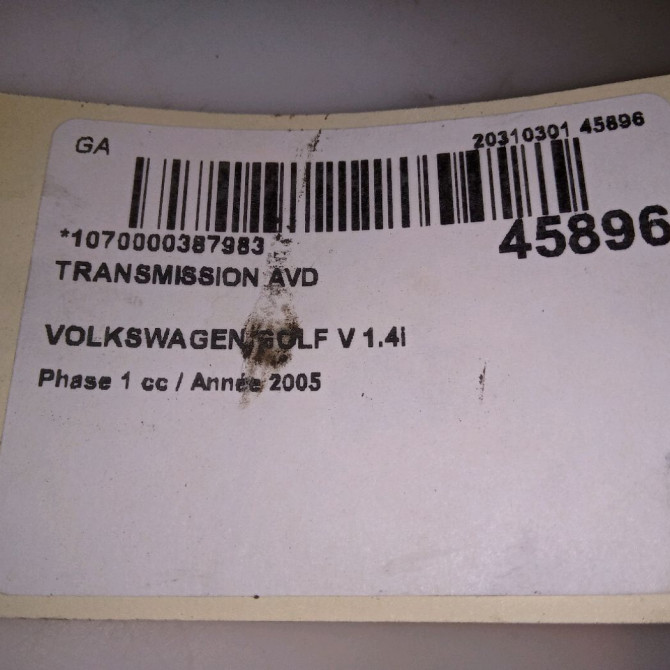 GA
20310301 45896
*1070000387983
45896
TRANSMISSION AVD
VOLKSWAGEN GOLF V 1.4i
Phase 1 cc / Année 2005